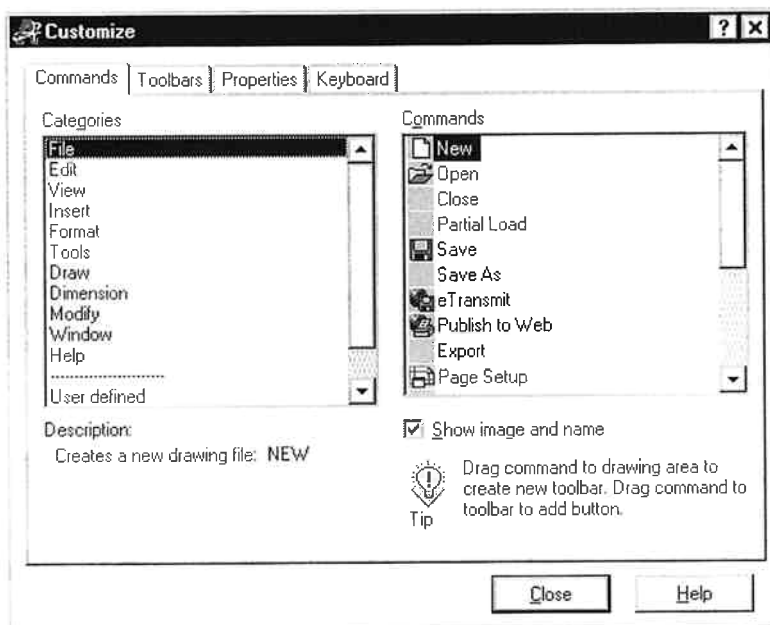 Customize
? X
Commands Toolbars Properties Keyboard
Categories
File
Edit
View
Insert
Format
Tools
Draw
Dimension
Modify
Window
Help
User defined
Commands
New
Open
Close
Partial Load
Save
Save As
eTransmit
Publish to Web
Export
Page Setup
Description:
Creates a new drawing file: NEW
Show image and name
Tip
Drag command to drawing area to
create new toolbar. Drag command to
toolbar to add button.
Close
Help